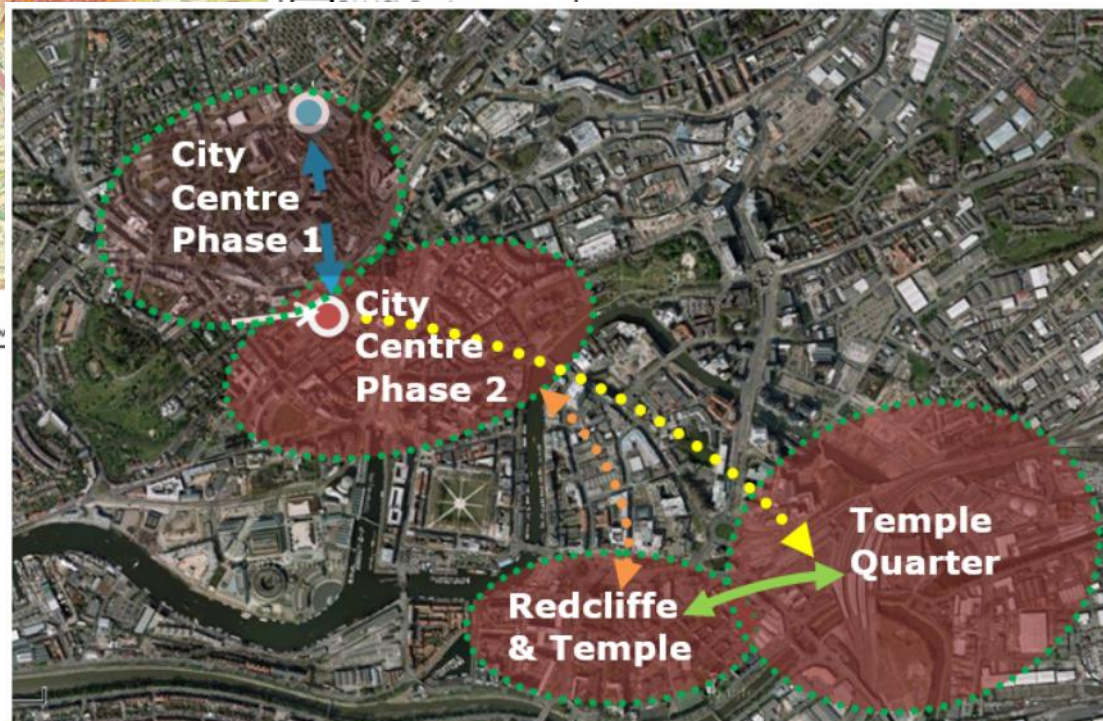 City
Centre -
Phase 1
City
Centre
Phase 2
Temple
Quarter
Redcliffe
& Temple